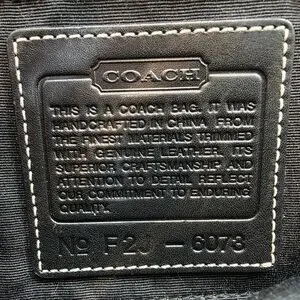 COACH
THIS IS A COACH BAG. IT WAS
HANDCRAFTED IN CHINA FROM
THE FINEST MATERIALS TRIMMED
WITH GENUINE LEATHER. ITS
SUPERIOR CRAFTSMANSHIP AND
ATTENTION TO DETAIL REFLECT
OUR COMMITMENT TO ENDURING
QUALITY.
No F2J - 6073